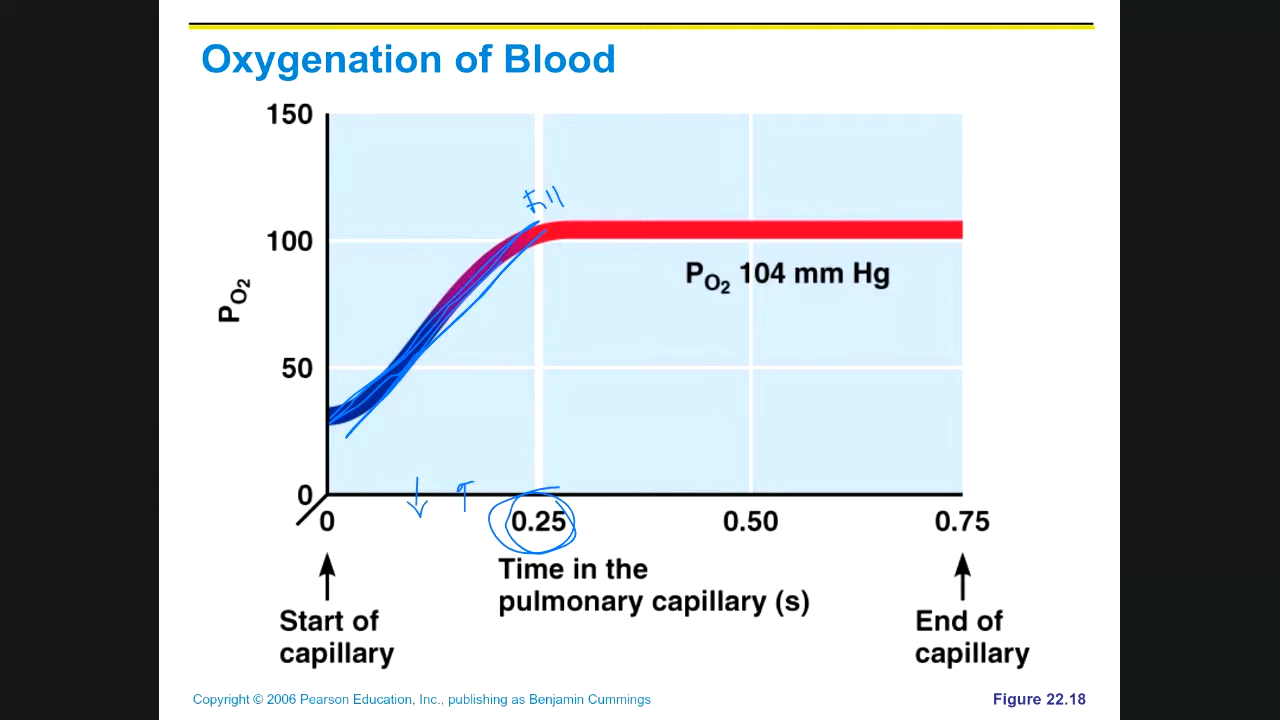 Oxygenation of Blood
150
100
50
0
PO2
PO2 104 mm Hg
0 0.25 0.50 0.75
Time in the
pulmonary capillary (s)
Start of
capillary
End of
capillary
Copyright © 2006 Pearson Education, Inc., publishing as Benjamin Cummings
Figure 22.18